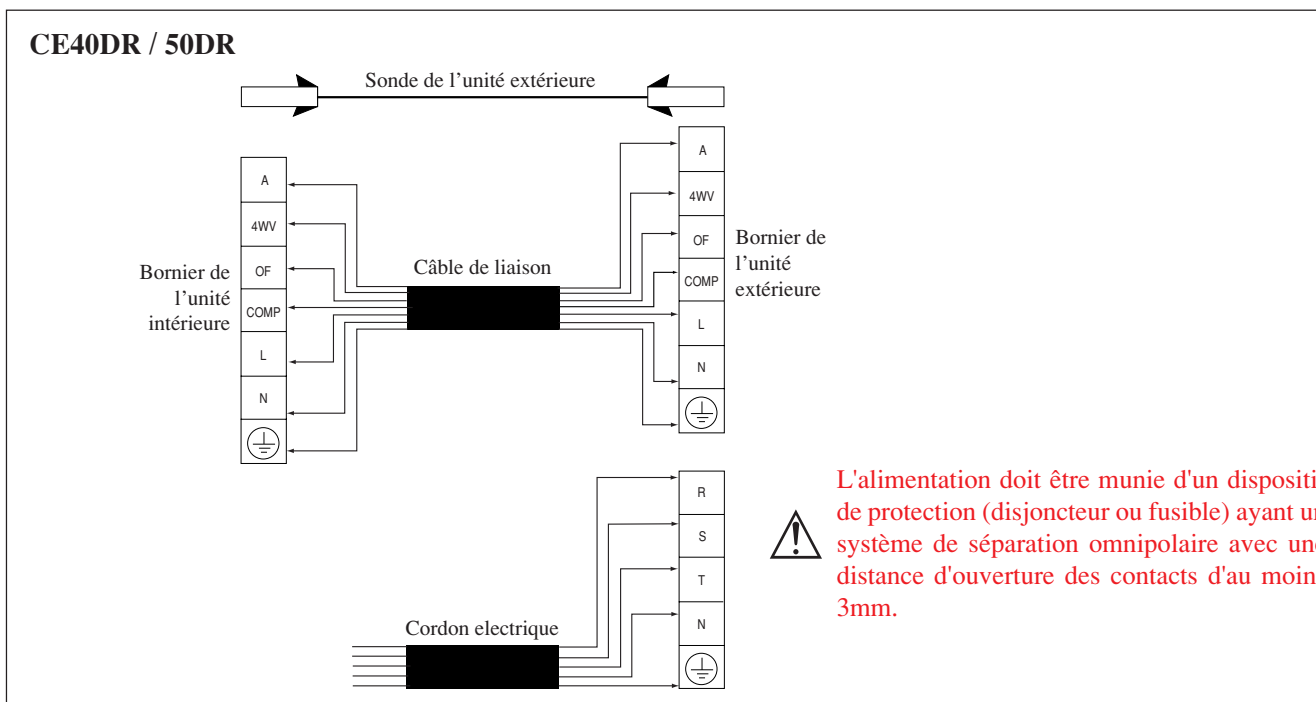 CE40DR / 50DR
Sonde de l'unité extérieure
A
4WV
OF
COMP
L
N
Bornier de
l'unité
intérieure
Câble de liaison
A
4WV
OF
COMP
L
N
Bornier de
l'unité
extérieure
R
S
T
N
Cordon electrique
L'alimentation doit être munie d'un dispositi
de protection (disjoncteur ou fusible) ayant un
système de séparation omnipolaire avec une
distance d'ouverture des contacts d'au moin
3mm.